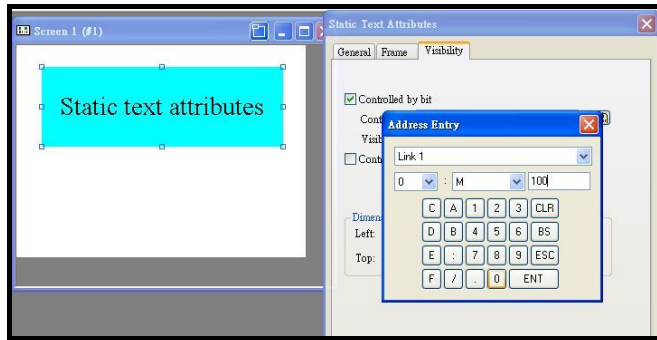 Screen 1 (#1)
Static text attributes
Static Text Attributes
General Frame Visibility
Controlled by bit
Cont
Visib
Cont
Address Entry
Link 1
0 : M 100
C A 1 2 3 CLR
D B 4 5 6 BS
E : 7 8 9 ESC
F / . 0 ENT
Dimen
Left:
Top: